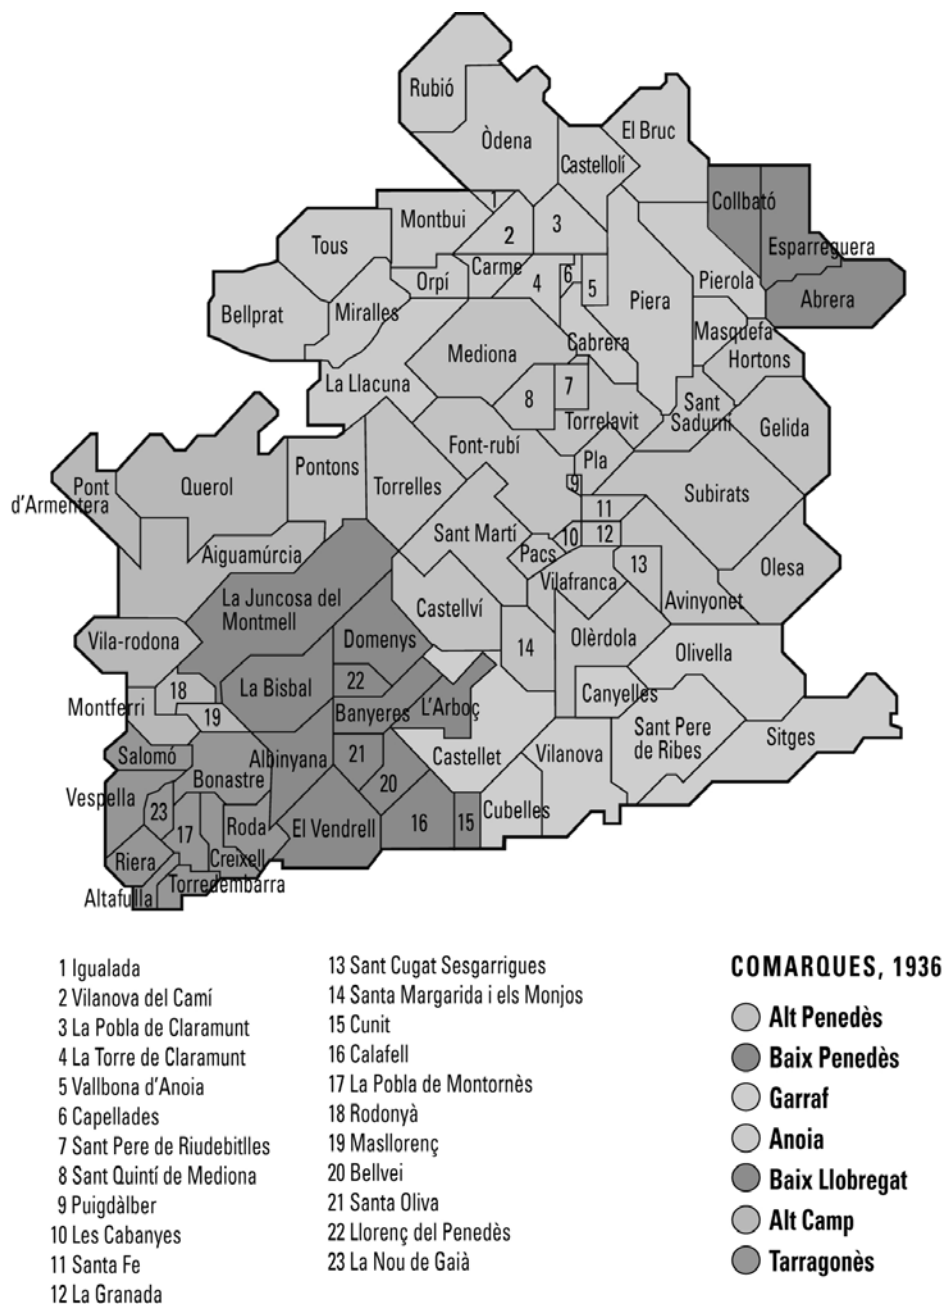 Rubió
Òdena
El Bruc
Castellolí
Collbató
1
Montbui
2
3
Tous
Esparreguera
Carme
6
Orpí
4
5
Pierola
Abrera
Piera
Bellprat
Miralles
Masquefa
Cabrera
Mediona
Hortons
La Llacuna
7
8
Sant
Sadurní
Torrelavit
Gelida
Font-rubí
Pla
Pontons
Pont
d'Armentera
Querol
Torrelles
9
Subirats
11
Sant Martí
10
12
Aiguamúrcia
Pacs
13
Olesa
Vilafranca
La Juncosa del
Montmell
Castellví
Avinyonet
Vila-rodona
Domenys
Olèrdola
14
Olivella
22
18
La Bisbal
Canyelles
Montferri
L'Arboç
19
Banyeres
Sant Pere
de Ribes
Sitges
Salomó
Albinyana
21
Castellet
Vilanova
Bonastre
20
Vespella
23
Cubelles
17
Roda
El Vendrell
16
15
Riera
Creixell
Torredembarra
Altafulla
1 Igualada
2 Vilanova del Camí
3 La Pobla de Claramunt
4 La Torre de Claramunt
5 Vallbona d'Anoia
6 Capellades
7 Sant Pere de Riudebitlles
8 Sant Quintí de Mediona
9 Puigdàlber
10 Les Cabanyes
11 Santa Fe
12 La Granada
13 Sant Cugat Sesgarrigues
14 Santa Margarida i els Monjos
15 Cunit
16 Calafell
17 La Pobla de Montornès
18 Rodonyà
19 Masllorenç
20 Bellvei
21 Santa Oliva
22 Llorenç del Penedès
23 La Nou de Gaià
COMARQUES, 1936
Alt Penedès
Baix Penedès
Garraf
Anoia
Baix Llobregat
Alt Camp
Tarragonès